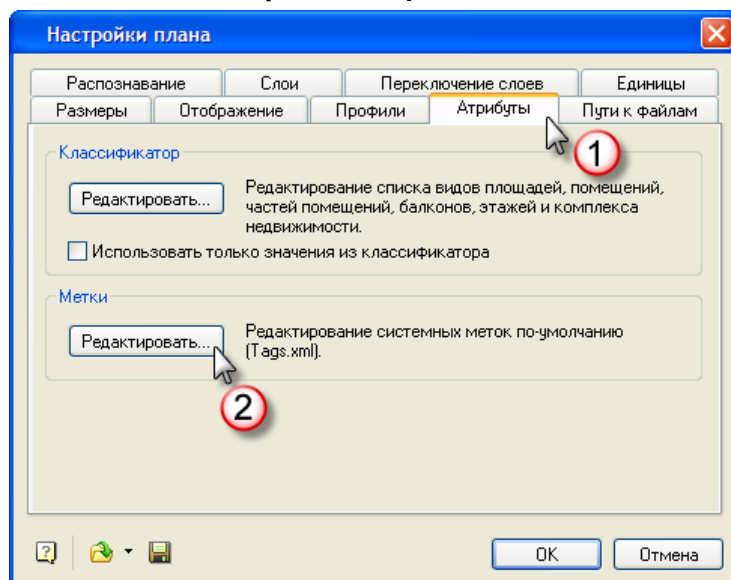 Настройки плана
Распознавание Слои Переключение слоев Единицы
Размеры Отображение Профили Атрибуты Пути к файлам
1
Классификатор
Редактировать... Редактирование списка видов площадей, помещений,
частей помещений, балконов, этажей и комплекса
недвижимости.
Использовать только значения из классификатора
Метки
Редактировать... Редактирование системных меток по-умолчанию
(Tags.xml).
2
OK Отмена